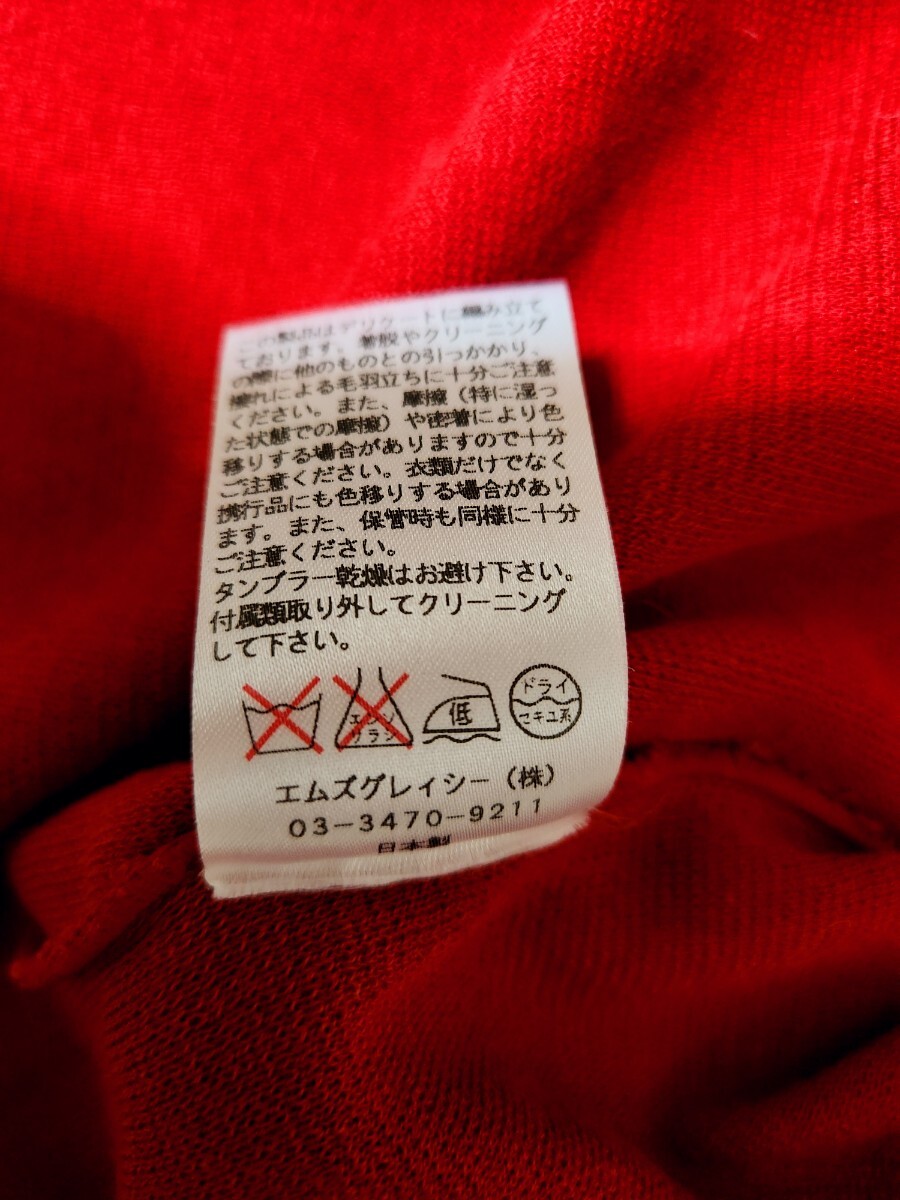 この製品はデリケートに編み立て
ております。着脱やクリーニング
の際に他のものとの引っかかり、
擦れによる毛羽立ちに十分ご注意
ください。また、摩擦（特に湿っ
た状態での摩擦）や密着により色
移りする場合がありますので十分
ご注意ください。衣類だけでなく
携行品にも色移りする場合があり
ます。また、保管時も同様に十分
ご注意ください。
タンブラー乾燥はお避け下さい。
付属類取り外してクリーニング
して下さい。
エンソ
サラシ
低
ドライ
セキユ系
エムズグレイシー（株）
03-3470-9211
日本製